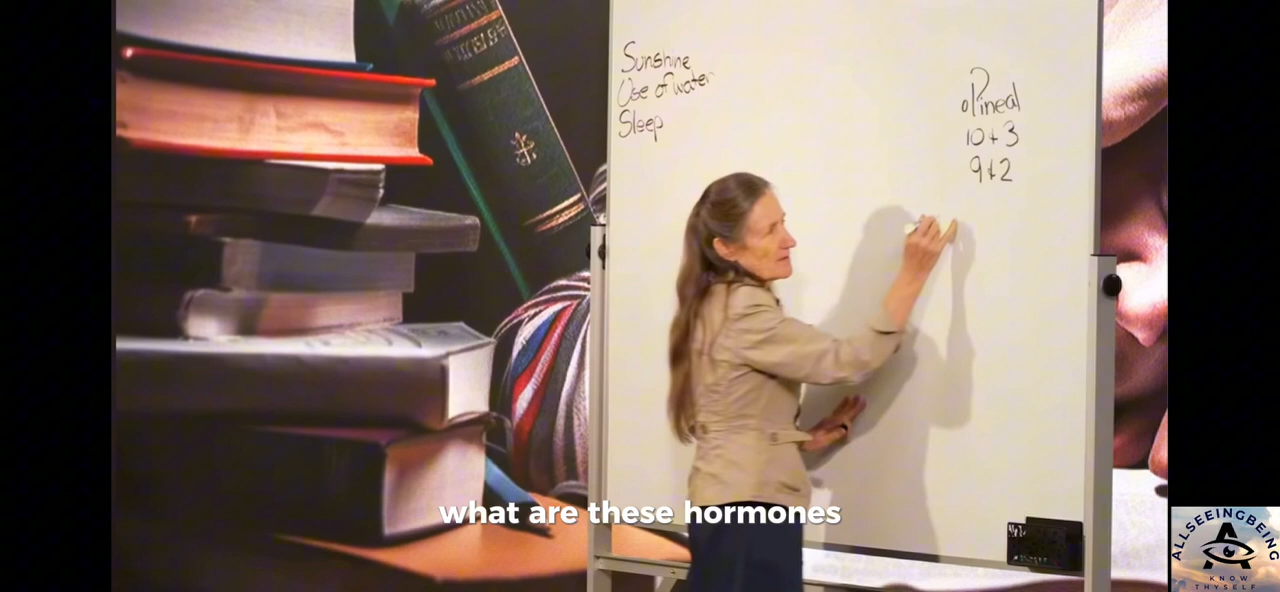 Sunshine
Use of water
Sleep
Pineal
10 + 3
9 & 2
what are these hormones
ALLSEEINGBEING
KNOW
THYSELF